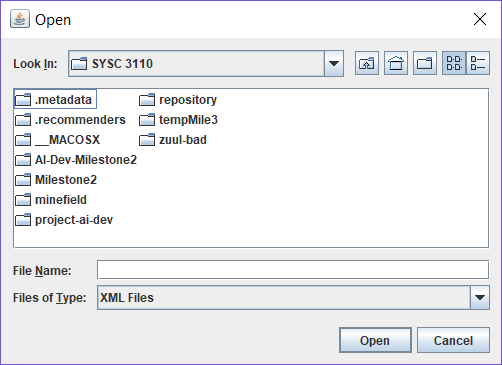 Open
Look In: SYSC 3110
.metadata
.recommenders
__MACOSX
AI-Dev-Milestone2
Milestone2
minefield
project-ai-dev
repository
tempMile3
zuul-bad
File Name:
Files of Type: XML Files
Open Cancel